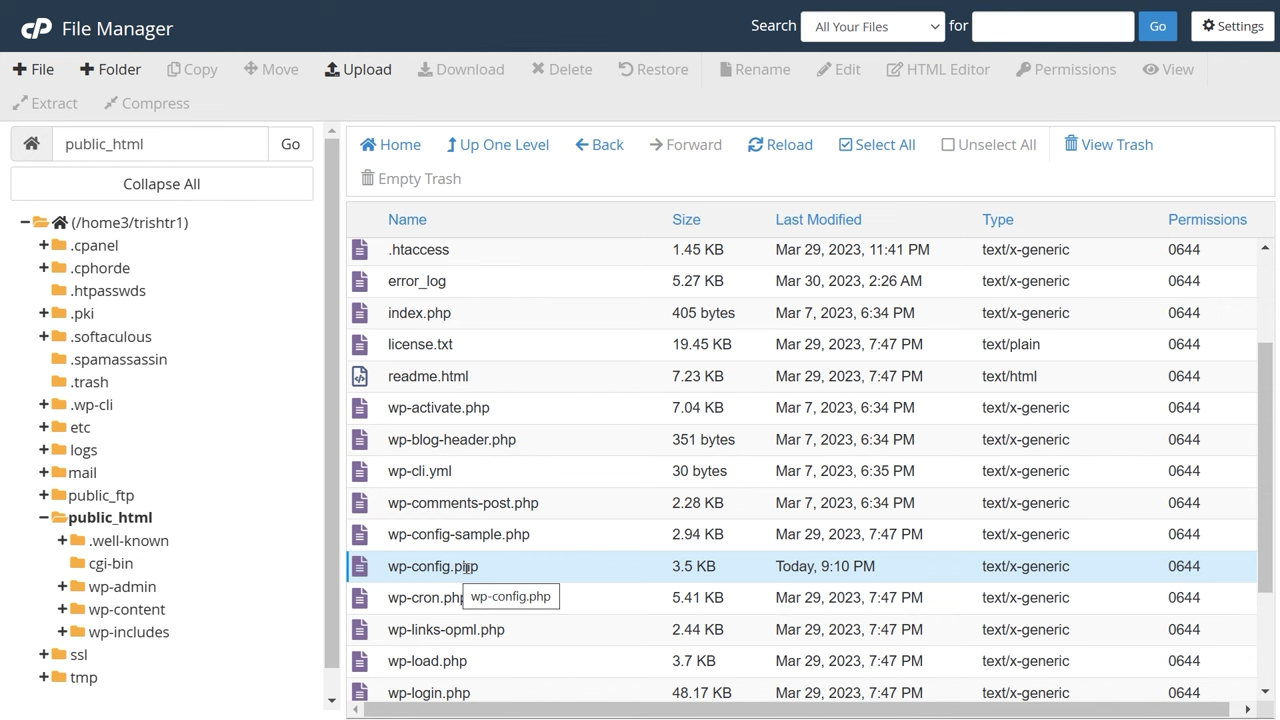 File Manager
Search All Your Files for Go Settings
File Folder Copy Move Upload Download Delete Restore Rename Edit HTML Editor Permissions View
Extract Compress
public_html Go
Collapse All
(/home3/trishtr1)
.cpanel
.cphorde
.htpasswds
.pki
.softaculous
.spamassassin
.trash
.wp-cli
etc
logs
mail
public_ftp
public_html
.well-known
cgi-bin
wp-admin
wp-content
wp-includes
ssl
tmp
Home Up One Level Back Forward Reload Select All Unselect All View Trash
Empty Trash
Name Size Last Modified Type Permissions
.htaccess 1.45 KB Mar 29, 2023, 11:41 PM text/x-generic 0644
error_log 5.27 KB Mar 30, 2023, 2:26 AM text/x-generic 0644
index.php 405 bytes Mar 7, 2023, 6:34 PM text/x-generic 0644
license.txt 19.45 KB Mar 29, 2023, 7:47 PM text/plain 0644
readme.html 7.23 KB Mar 29, 2023, 7:47 PM text/html 0644
wp-activate.php 7.04 KB Mar 7, 2023, 6:34 PM text/x-generic 0644
wp-blog-header.php 351 bytes Mar 7, 2023, 6:34 PM text/x-generic 0644
wp-cli.yml 30 bytes Mar 7, 2023, 6:35 PM text/x-generic 0644
wp-comments-post.php 2.28 KB Mar 7, 2023, 6:34 PM text/x-generic 0644
wp-config-sample.php 2.94 KB Mar 29, 2023, 7:47 PM text/x-generic 0644
wp-config.php 3.5 KB Today, 9:10 PM text/x-generic 0644
wp-config.php
wp-cron.php 5.41 KB Mar 29, 2023, 7:47 PM text/x-generic 0644
wp-links-opml.php 2.44 KB Mar 29, 2023, 7:47 PM text/x-generic 0644
wp-load.php 3.7 KB Mar 29, 2023, 7:47 PM text/x-generic 0644
wp-login.php 48.17 KB Mar 29, 2023, 7:47 PM text/x-generic 0644